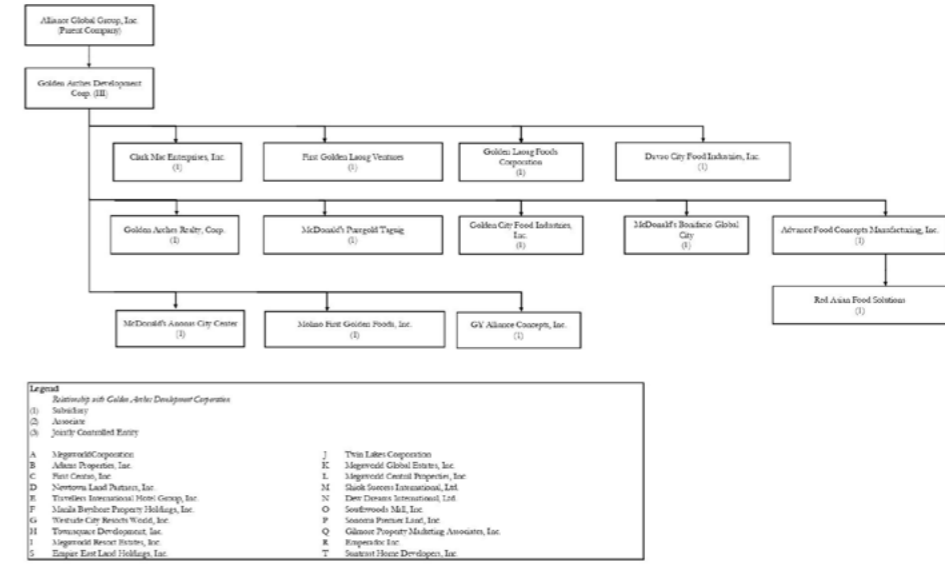 Alliance Global Group, Inc.
(Parent Company)
Golden Arches Development
Corp. (III)
Clark Mac Enterprises, Inc.
(1)
First Golden Laoag Ventures
(1)
Golden Laoag Foods
Corporation
(1)
Davao City Food Industries, Inc.
(1)
Golden Arches Realty, Corp.
(1)
McDonald's Puregold Taguig
(1)
Golden City Food Industries,
Inc.
(1)
McDonald's Bonifacio Global
City
(1)
Advance Food Concepts Manufacturing, Inc.
(1)
Red Asian Food Solutions
(1)
McDonald's Anonas City Center
(1)
Molino First Golden Foods, Inc.
(1)
GY Alliance Concepts, Inc.
(1)
Legend
Relationship with Golden Arches Development Corporation
(1) Subsidiary
(2) Associate
(3) Jointly Controlled Entity
A MegaworldCorporation
B Adams Properties, Inc.
C First Centro, Inc
D Newtown Land Partners, Inc.
E Travellers International Hotel Group, Inc.
F Manila Bayshore Property Holdings, Inc.
G Westside City Resorts World, Inc.
H Townsquare Development, Inc.
I Megaworld Resort Estates, Inc.
S Empire East Land Holdings, Inc.
J Twin Lakes Corporation
K Megaworld Global Estates, Inc.
L Megaworld Central Properties, Inc
M Shiok Success International, Ltd.
N Dew Dreams International, Ltd.
O Southwoods Mall, Inc.
P Sonoma Premier Land, Inc.
Q Gilmore Property Marketing Associates, Inc.
R Emperador Inc.
T Suntrust Home Developers, Inc.